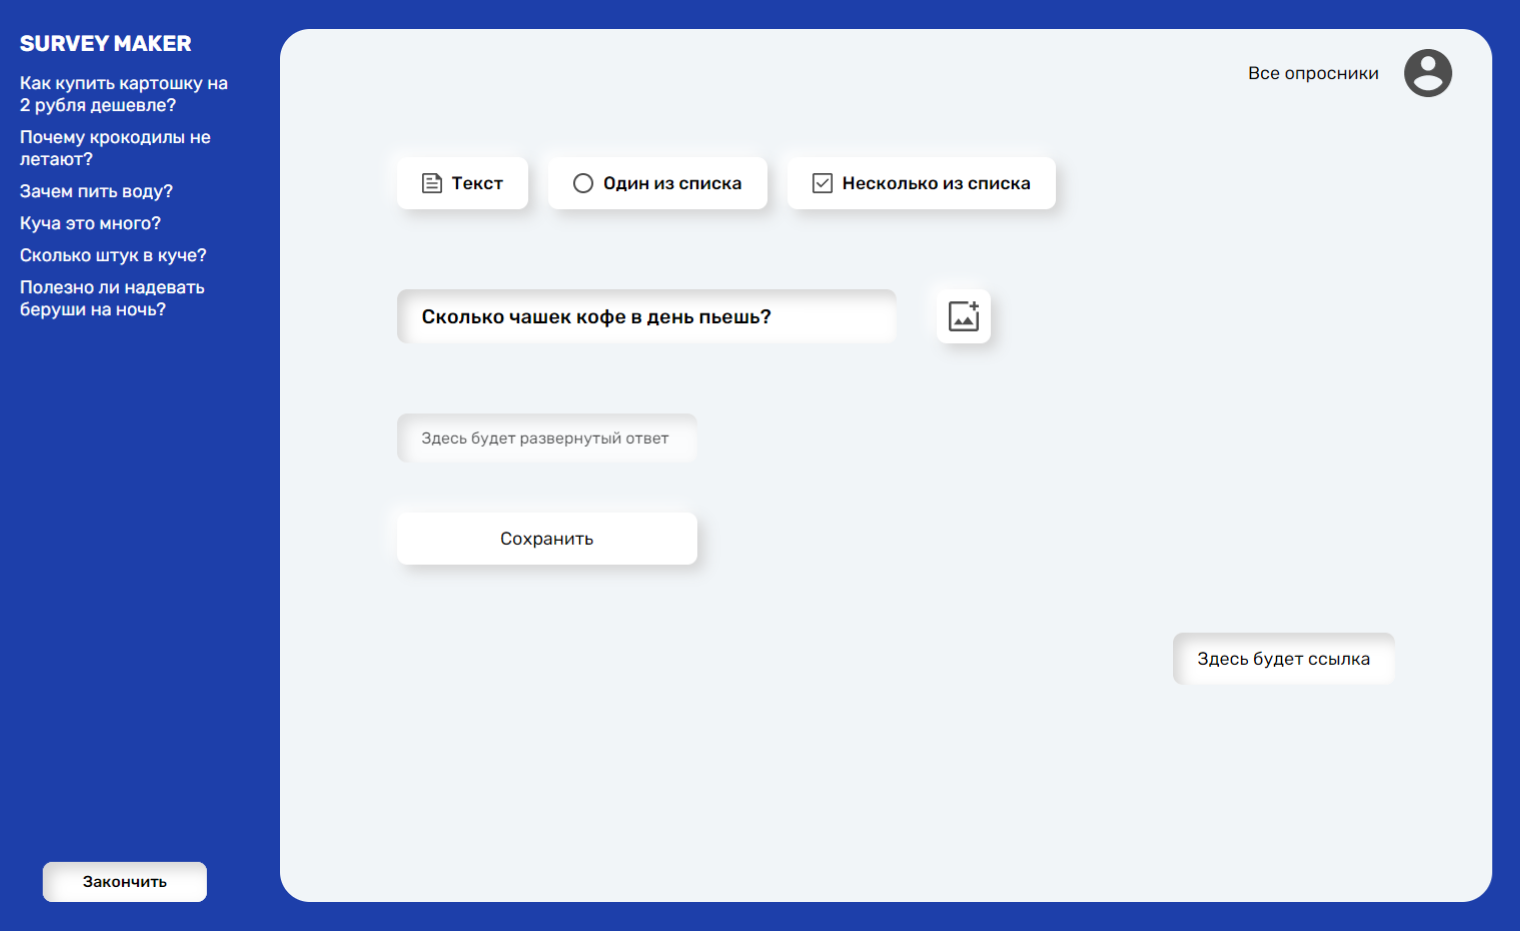 SURVEY MAKER
Как купить картошку на
2 рубля дешевле?
Почему крокодилы не
летают?
Зачем пить воду?
Куча это много?
Сколько штук в куче?
Полезно ли надевать
беруши на ночь?
Закончить
Все опросники
Текст
Один из списка
Несколько из списка
Сколько чашек кофе в день пьешь?
Здесь будет развернутый ответ
Сохранить
Здесь будет ссылка